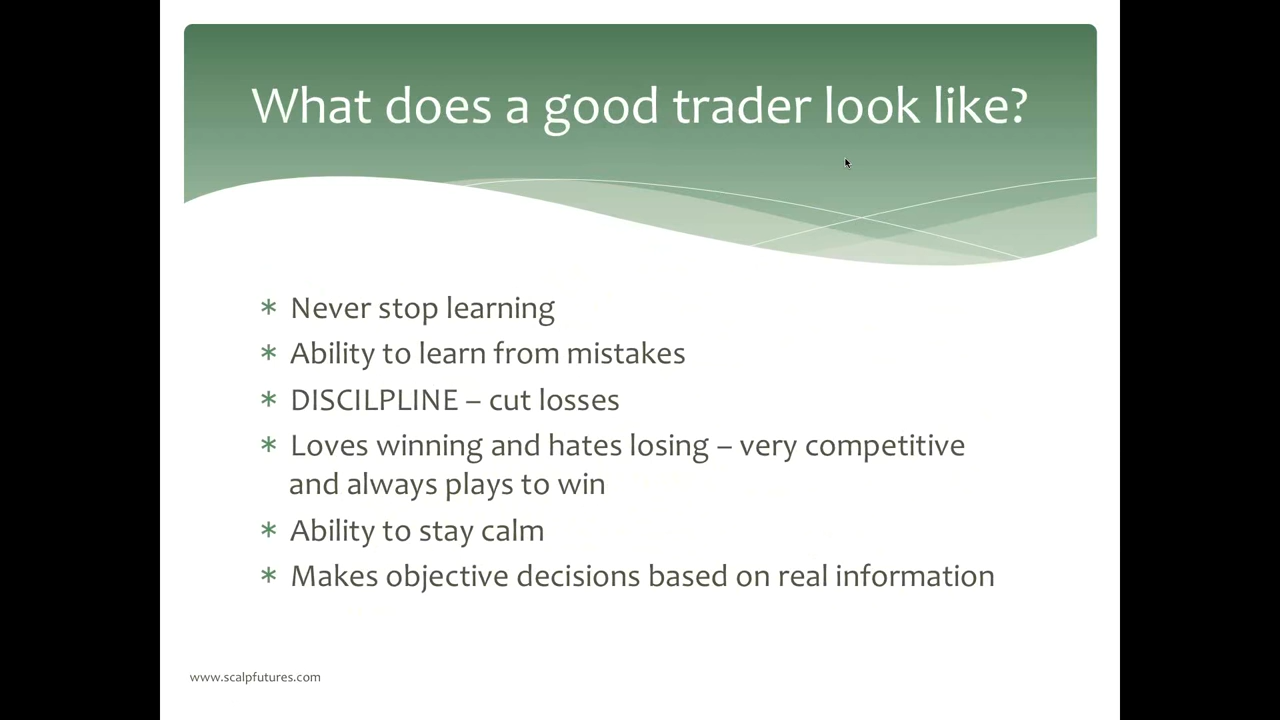 What does a good trader look like?
* Never stop learning
* Ability to learn from mistakes
* DISCILPLINE – cut losses
* Loves winning and hates losing – very competitive
and always plays to win
* Ability to stay calm
* Makes objective decisions based on real information
www.scalpfutures.com